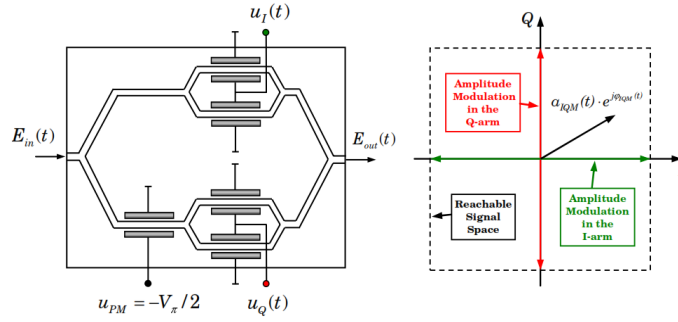 u_I(t)
E_in(t)
E_out(t)
u_PM = −V_π/2
u_Q(t)
Q
Amplitude
Modulation
in the
Q-arm
a_IQM(t) · e^{jφ_IQM(t)}
Reachable
Signal
Space
Amplitude
Modulation
in the
I-arm